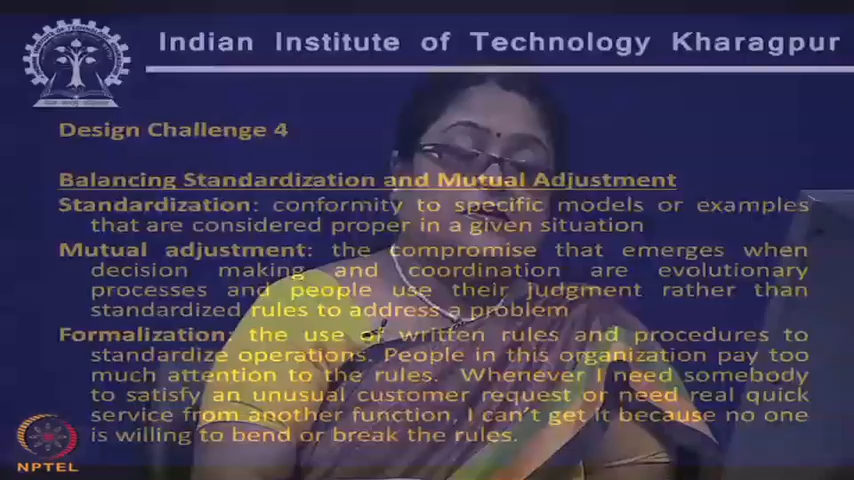 Indian Institute of Technology Kharagpur
Design Challenge 4
Balancing Standardization and Mutual Adjustment
Standardization: conformity to specific models or examples
that are considered proper in a given situation
Mutual adjustment: the compromise that emerges when
decision making and coordination are evolutionary
processes and people use their judgment rather than
standardized rules to address a problem
Formalization: the use of written rules and procedures to
standardize operations. People in this organization pay too
much attention to the rules. Whenever I need somebody
to satisfy an unusual customer request or need real quick
service from another function, I can't get it because no one
is willing to bend or break the rules.
NPTEL